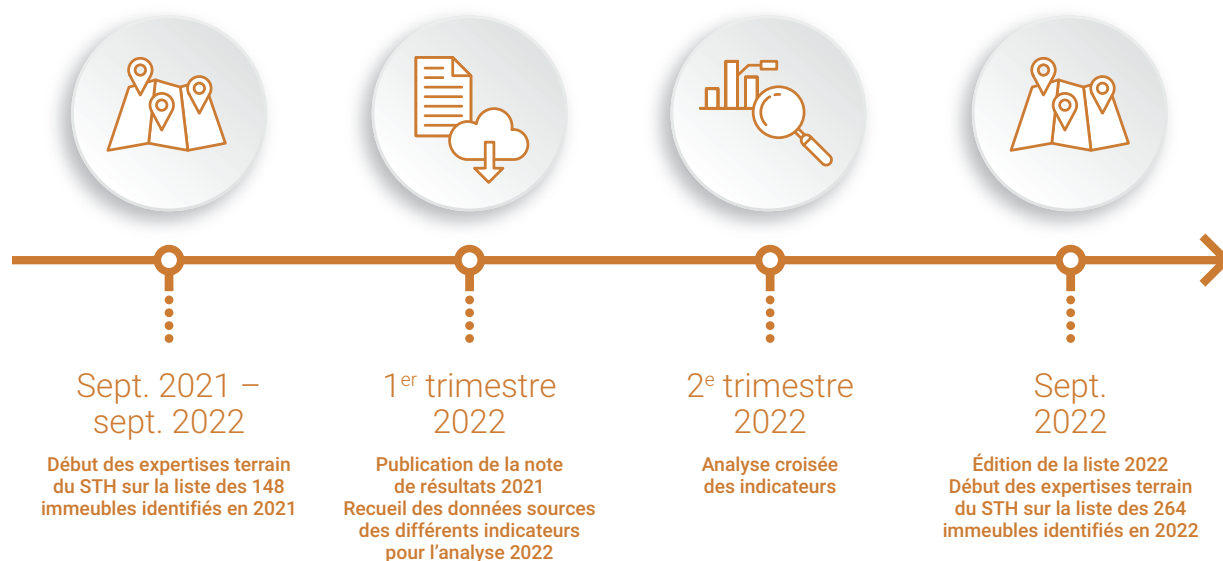 Sept. 2021 –
sept. 2022
Début des expertises terrain
du STH sur la liste des 148
immeubles identifiés en 2021
1er trimestre
2022
Publication de la note
de résultats 2021
Recueil des données sources
des différents indicateurs
pour l’analyse 2022
2e trimestre
2022
Analyse croisée
des indicateurs
Sept.
2022
Édition de la liste 2022
Début des expertises terrain
du STH sur la liste des 264
immeubles identifiés en 2022